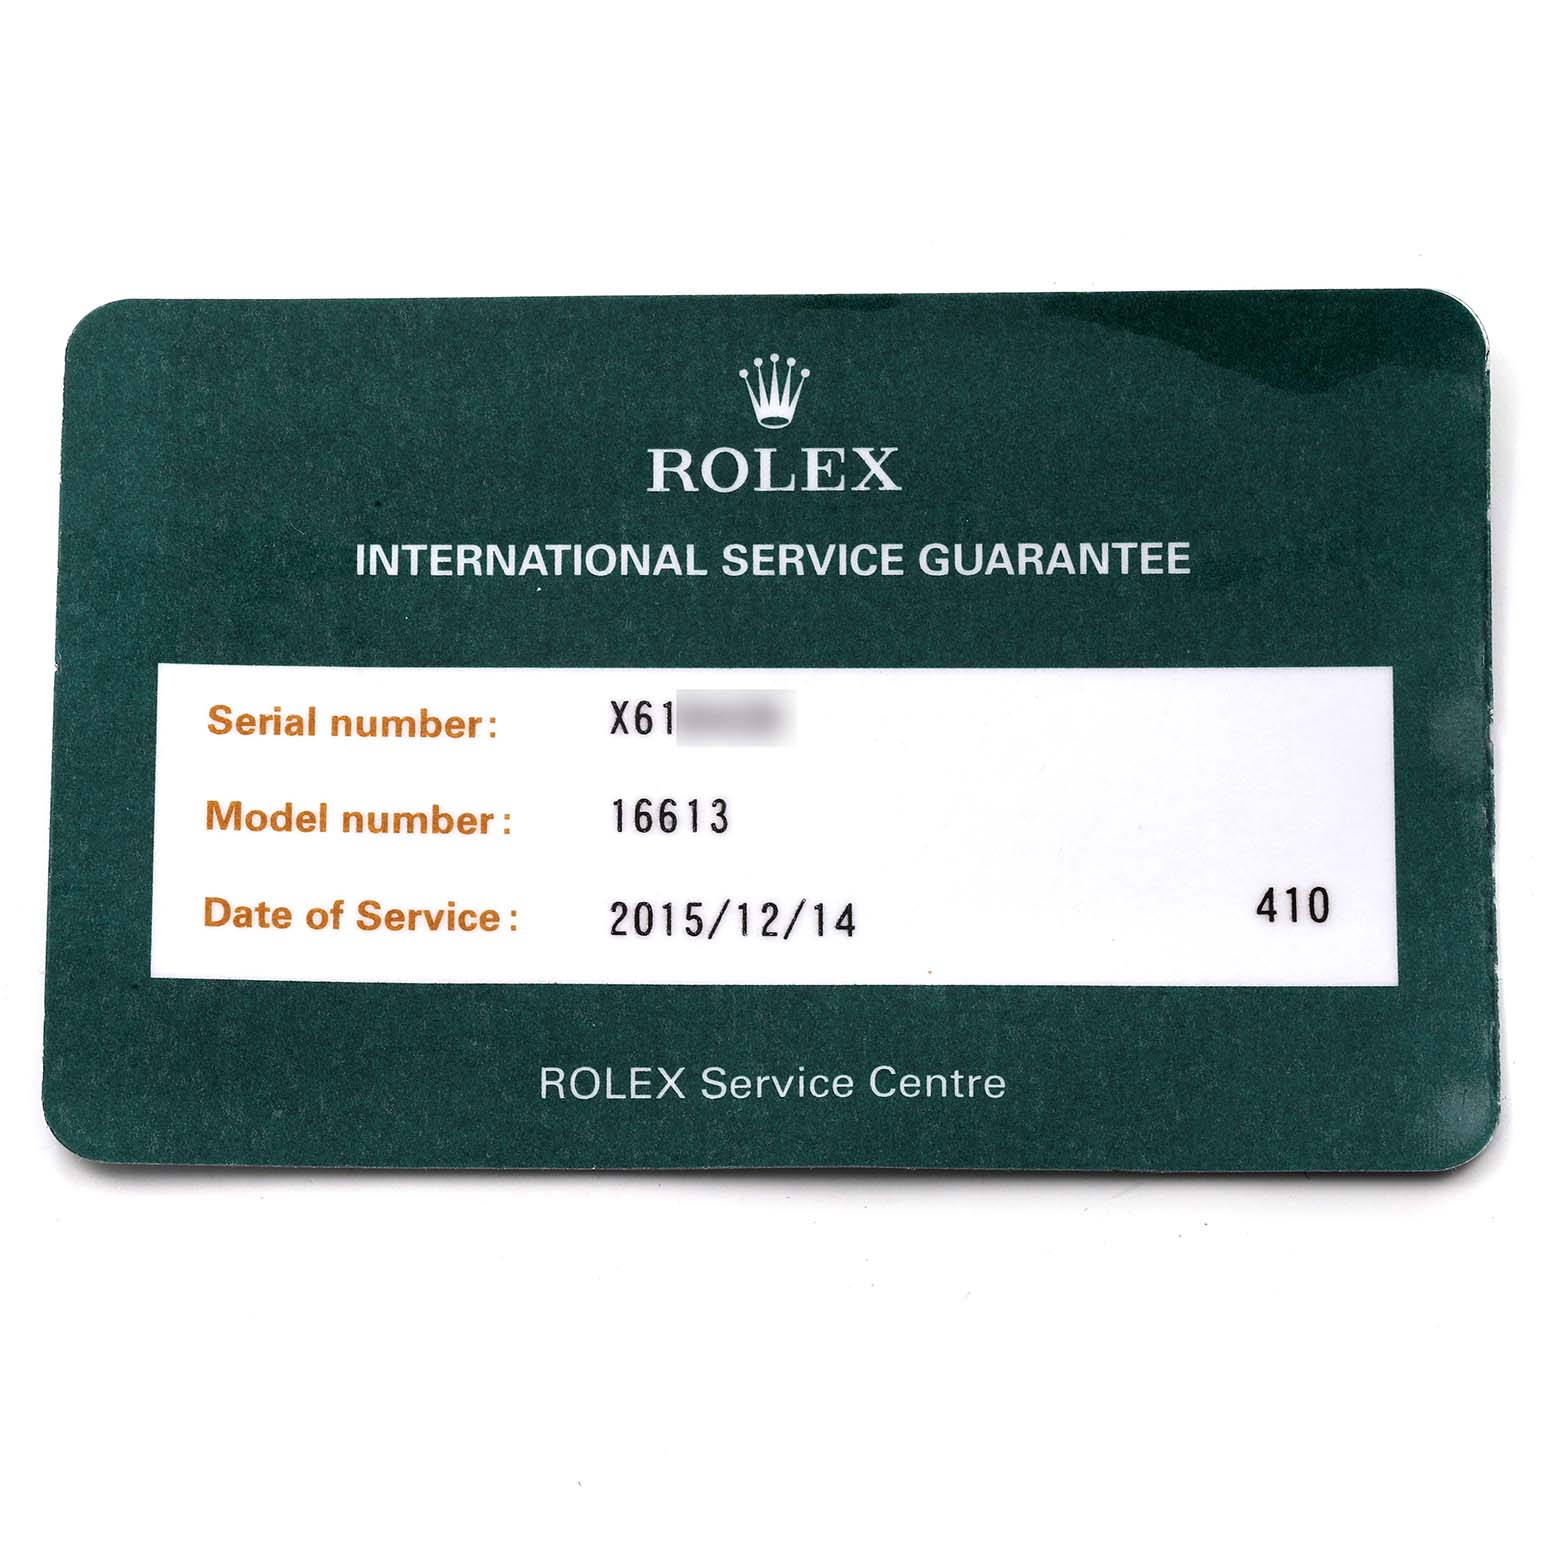 ROLEX
INTERNATIONAL SERVICE GUARANTEE
Serial number: X61
Model number: 16613
Date of Service: 2015/12/14 410
ROLEX Service Centre